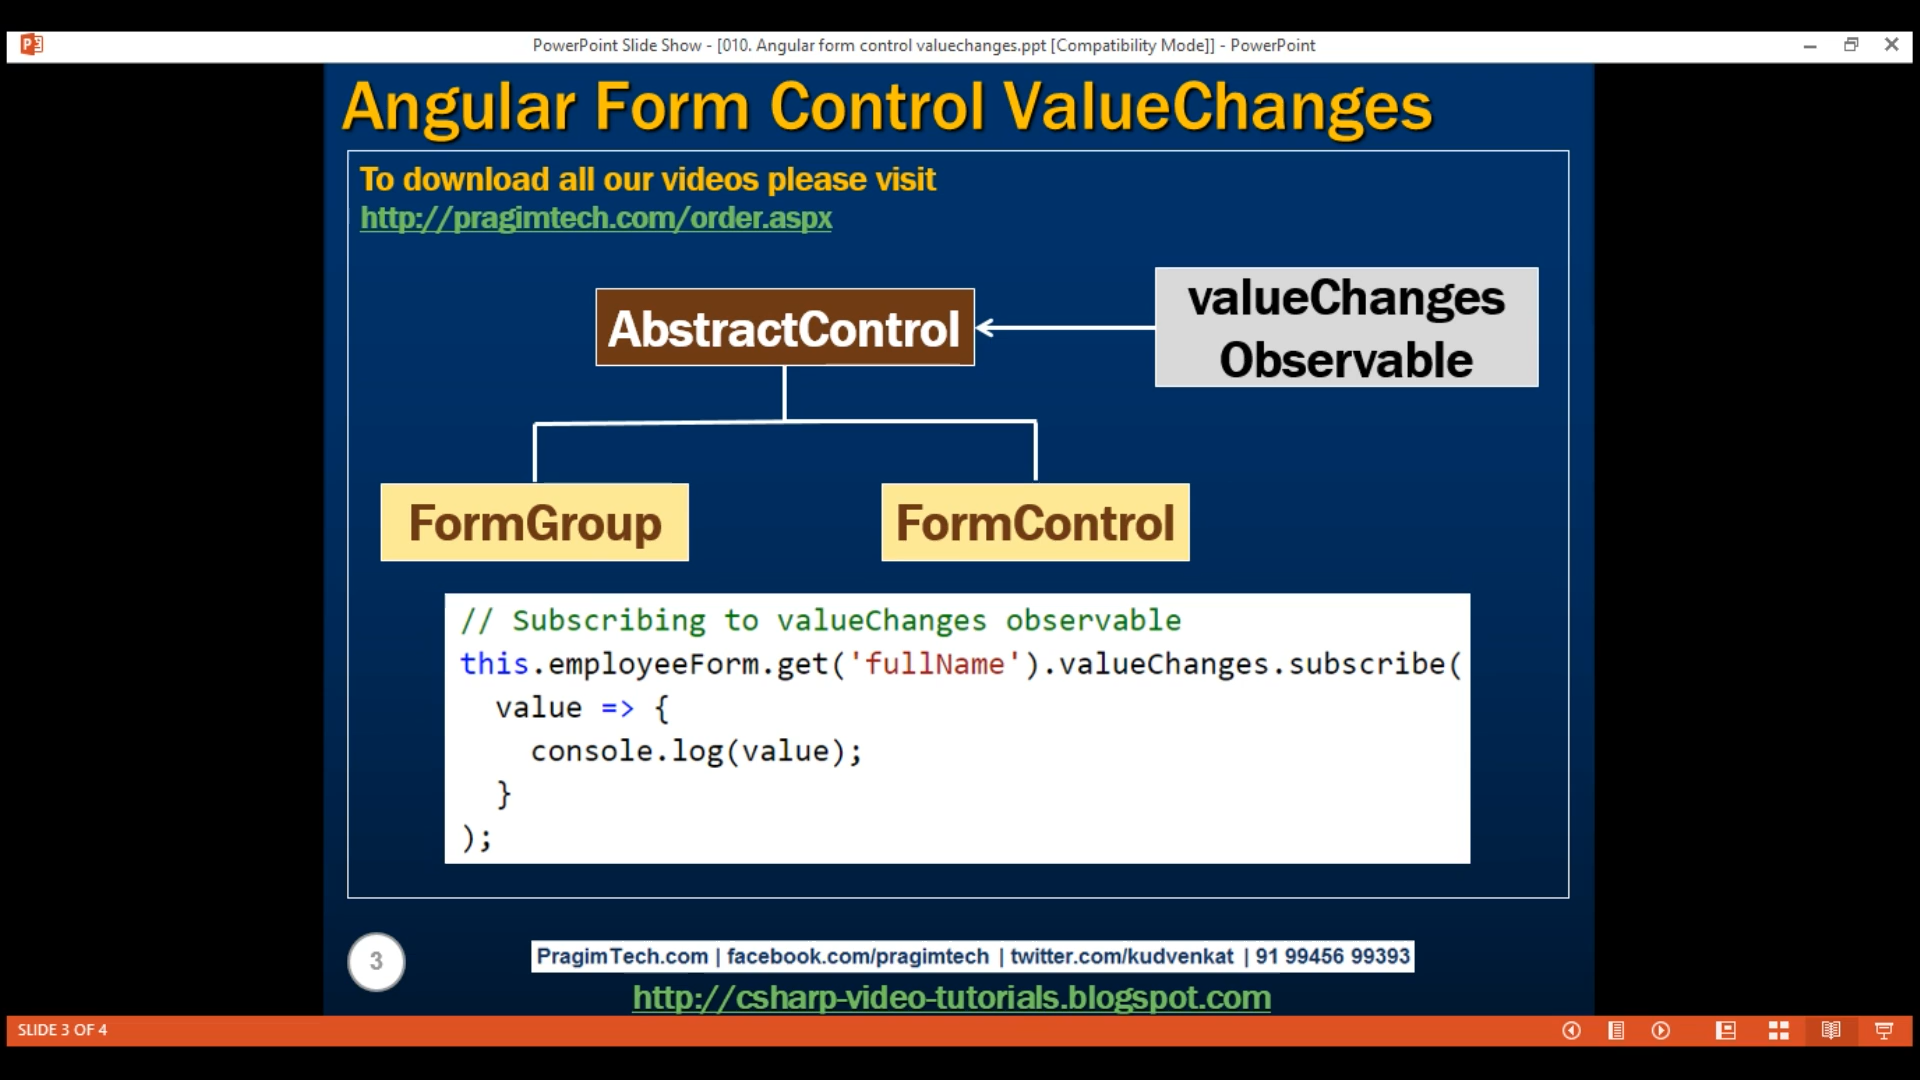 PowerPoint Slide Show - [010. Angular form control valuechanges.ppt [Compatibility Mode]] - PowerPoint
Angular Form Control ValueChanges
To download all our videos please visit
http://pragimtech.com/order.aspx
AbstractControl
valueChanges
Observable
FormGroup
FormControl
// Subscribing to valueChanges observable
this.employeeForm.get('fullName').valueChanges.subscribe(
  value => {
    console.log(value);
  }
);
3
PragimTech.com | facebook.com/pragimtech | twitter.com/kudvenkat | 91 99456 99393
http://csharp-video-tutorials.blogspot.com
SLIDE 3 OF 4